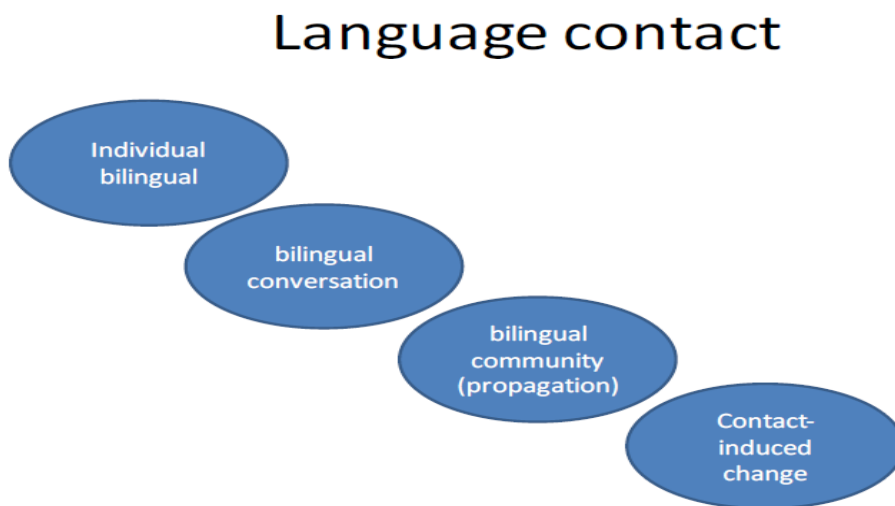 Language contact
Individual
bilingual
bilingual
conversation
bilingual
community
(propagation)
Contact-
induced
change